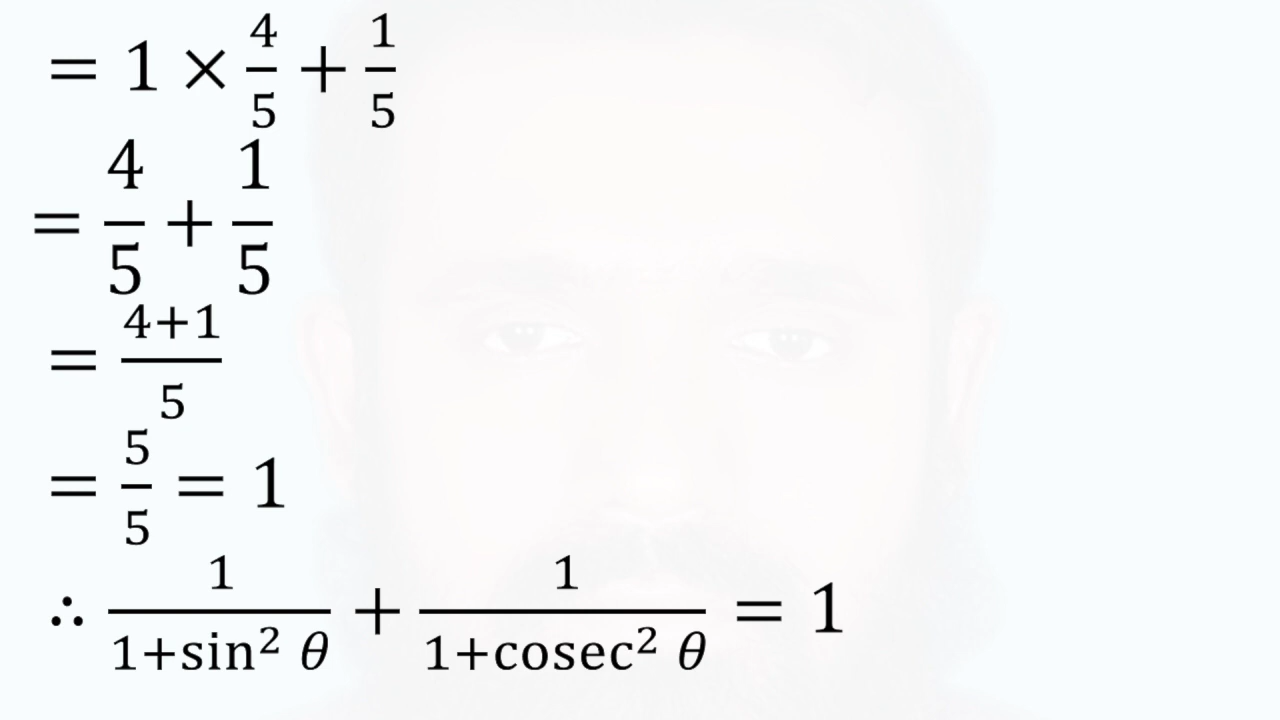 = 1 × 4/5 + 1/5
= 4/5 + 1/5
= 4+1/5
= 5/5 = 1
∴ 1/1+sin² θ + 1/1+cosec² θ = 1